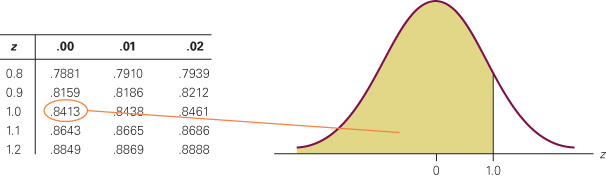 z .00 .01 .02
0.8 .7881 .7910 .7939
0.9 .8159 .8186 .8212
1.0 .8413 .8438 .8461
1.1 .8643 .8665 .8686
1.2 .8849 .8869 .8888
0 1.0 z